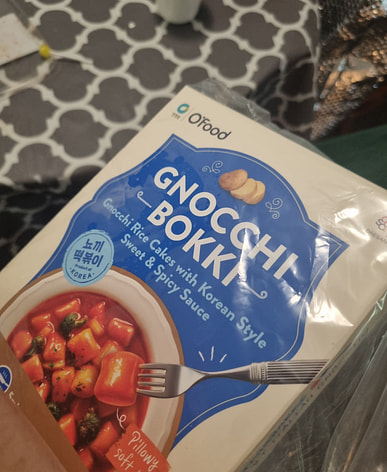 O'Food
GNOCCHI
BOKKI
Gnocchi Rice Cakes with Korean Style
Sweet & Spicy Sauce
뇨끼
떡볶이
KOREA
Pillowy
soft